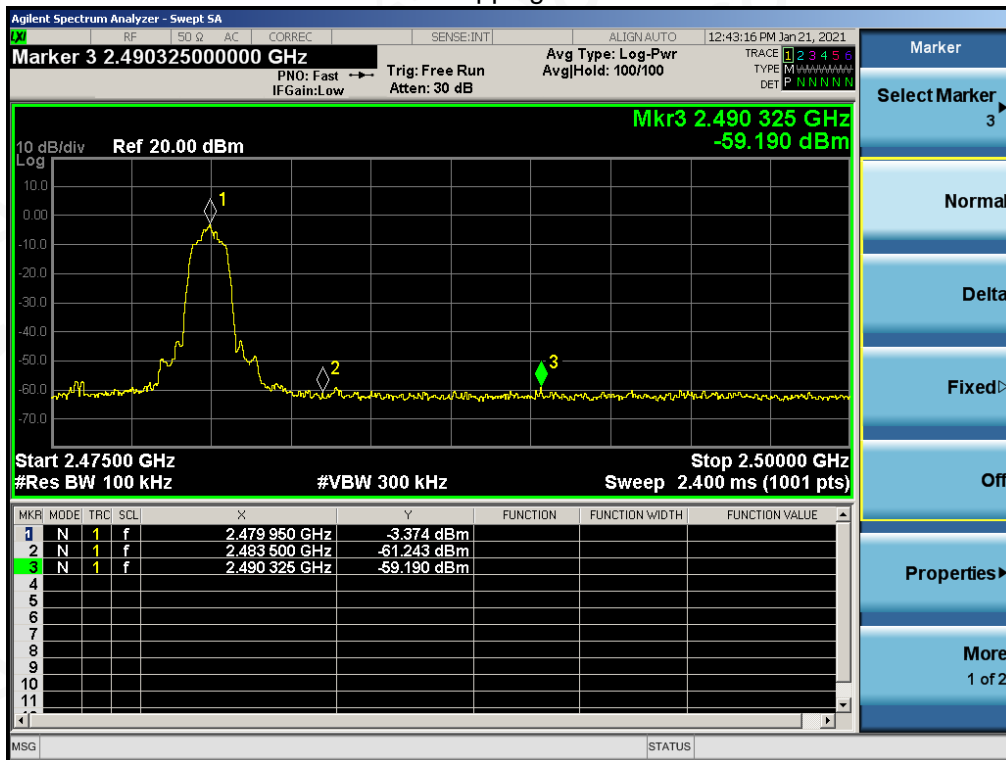 Agilent Spectrum Analyzer - Swept SA
LXI RF 50 Ω AC CORREC SENSE:INT ALIGN AUTO 12:43:16 PM Jan 21, 2021
Marker 3 2.490325000000 GHz
PNO: Fast
IFGain:Low
Trig: Free Run
Atten: 30 dB
Avg Type: Log-Pwr
Avg|Hold: 100/100
TRACE 1 2 3 4 5 6
TYPE M WWWWW
DET P N N N N N
Mkr3 2.490 325 GHz
-59.190 dBm
10 dB/div Ref 20.00 dBm
Log
10.0
0.00
-10.0
-20.0
-30.0
-40.0
-50.0
-60.0
-70.0
1
2
3
Start 2.47500 GHz Stop 2.50000 GHz
#Res BW 100 kHz #VBW 300 kHz Sweep 2.400 ms (1001 pts)
MKR MODE TRC SCL X Y FUNCTION FUNCTION WIDTH FUNCTION VALUE
1 N 1 f 2.479 950 GHz -3.374 dBm
2 N 1 f 2.483 500 GHz -61.243 dBm
3 N 1 f 2.490 325 GHz -59.190 dBm
4
5
6
7
8
9
10
11
MSG STATUS
Marker
Select Marker
3
Normal
Delta
Fixed
Off
Properties
More
1 of 2